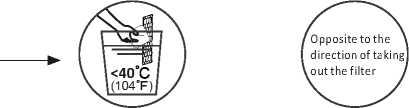 <40˚C
(104˚F)
Opposite to the
direction of taking
out the filter